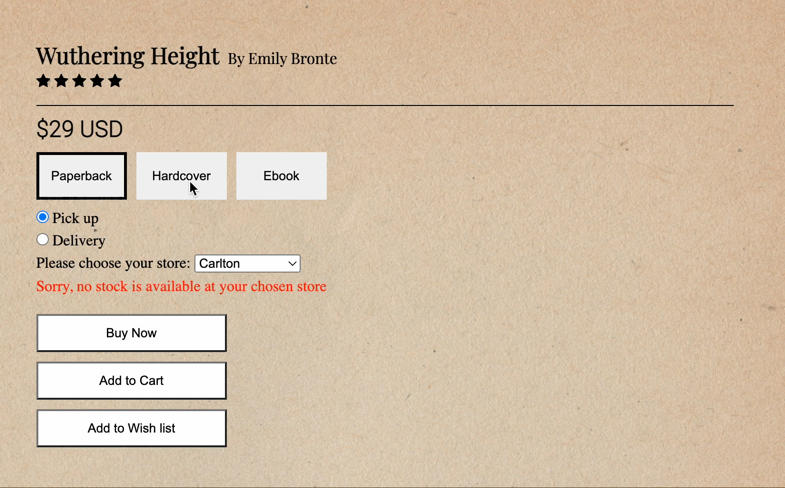 Wuthering Height By Emily Bronte
$29 USD
Paperback Hardcover Ebook
Pick up
Delivery
Please choose your store: Carlton
Sorry, no stock is available at your chosen store
Buy Now
Add to Cart
Add to Wish list